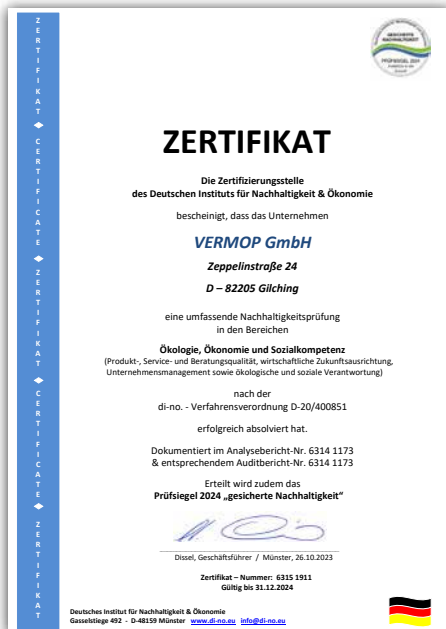 GESICHERTE
NACHHALTIGKEIT
PRÜFSIEGEL 2024
ZERTIFIKAT ◆ CERTIFICATE ◆ ZERTIFIKAT ◆ CERTIFICATE ◆ ZERTIFIKAT
ZERTIFIKAT
Die Zertifizierungsstelle
des Deutschen Instituts für Nachhaltigkeit & Ökonomie
bescheinigt, dass das Unternehmen
VERMOP GmbH
Zeppelinstraße 24
D – 82205 Gilching
eine umfassende Nachhaltigkeitsprüfung
in den Bereichen
Ökologie, Ökonomie und Sozialkompetenz
(Produkt-, Service- und Beratungsqualität, wirtschaftliche Zukunftsausrichtung,
Unternehmensmanagement sowie ökologische und soziale Verantwortung)
nach der
di-no. - Verfahrensverordnung D-20/400851
erfolgreich absolviert hat.
Dokumentiert im Analysebericht-Nr. 6314 1173
& entsprechendem Auditbericht-Nr. 6314 1173
Erteilt wird zudem das
Prüfsiegel 2024 „gesicherte Nachhaltigkeit“
Dissel, Geschäftsführer / Münster, 26.10.2023
Zertifikat – Nummer: 6315 1911
Gültig bis 31.12.2024
Deutsches Institut für Nachhaltigkeit & Ökonomie
Gasselstiege 492 - D-48159 Münster www.di-no.eu info@di-no.eu